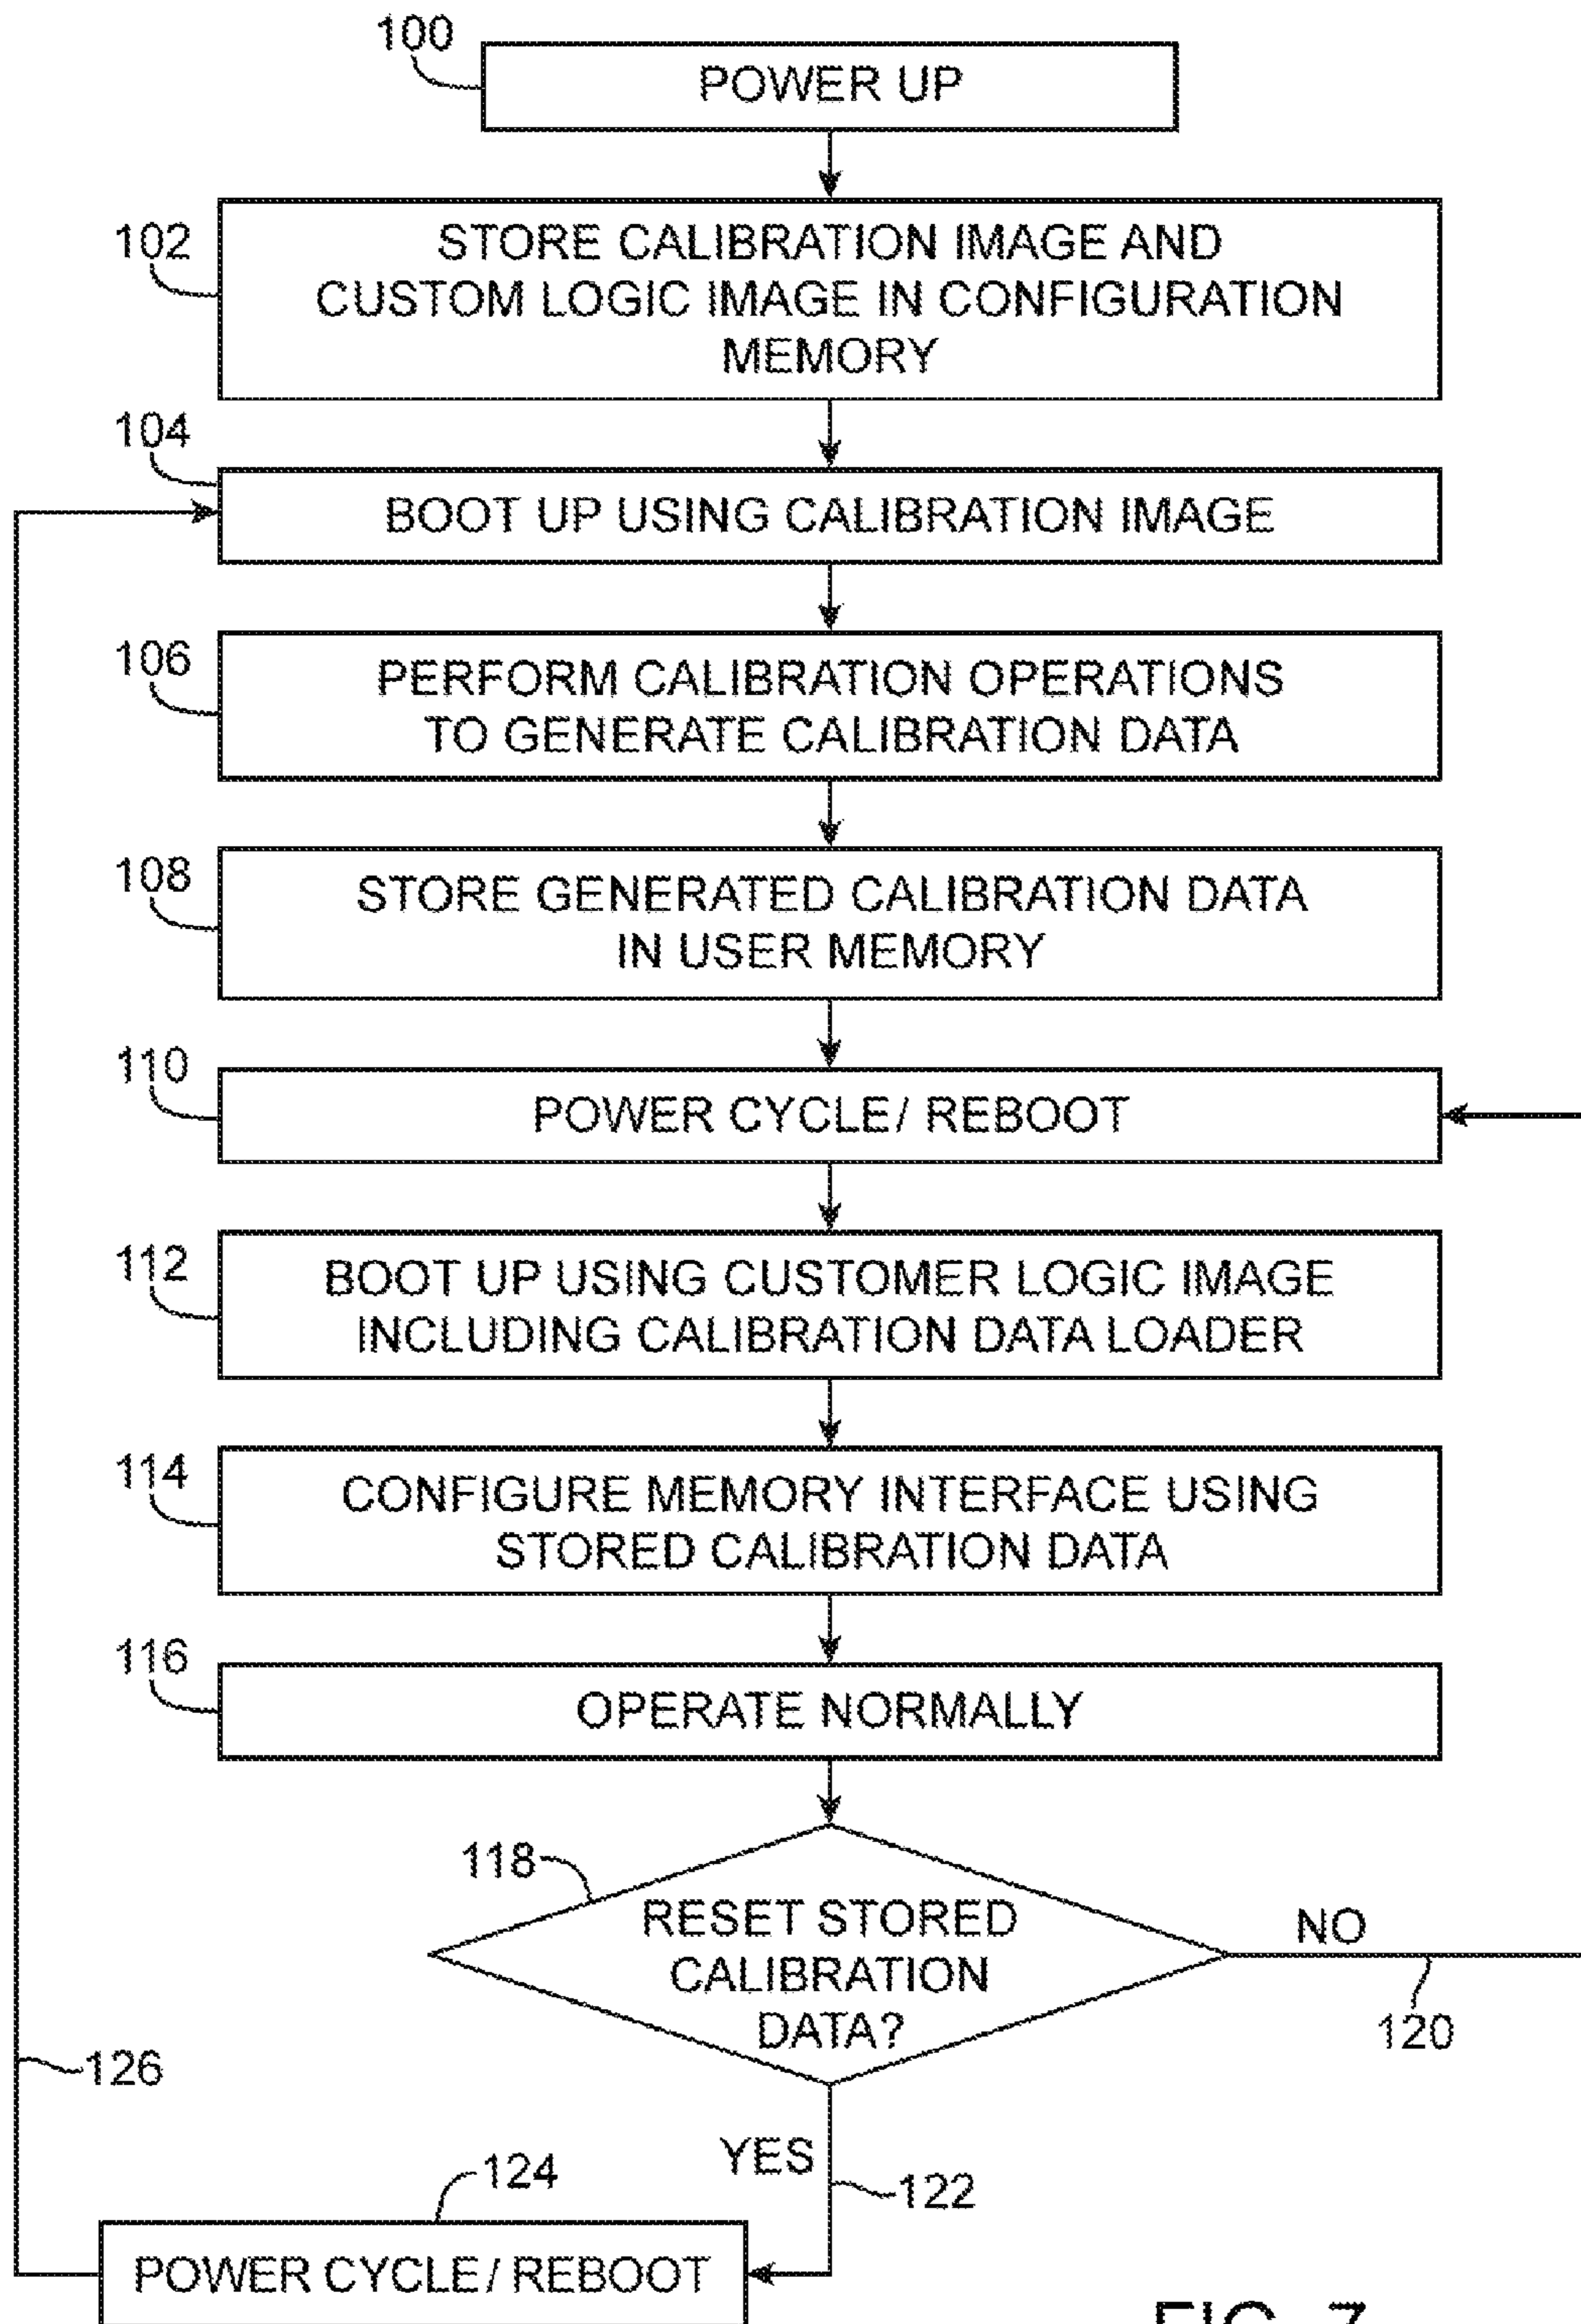 100
POWER UP
102
STORE CALIBRATION IMAGE AND
CUSTOM LOGIC IMAGE IN CONFIGURATION
MEMORY
104
BOOT UP USING CALIBRATION IMAGE
106
PERFORM CALIBRATION OPERATIONS
TO GENERATE CALIBRATION DATA
108
STORE GENERATED CALIBRATION DATA
IN USER MEMORY
110
POWER CYCLE / REBOOT
112
BOOT UP USING CUSTOMER LOGIC IMAGE
INCLUDING CALIBRATION DATA LOADER
114
CONFIGURE MEMORY INTERFACE USING
STORED CALIBRATION DATA
116
OPERATE NORMALLY
118
RESET STORED
CALIBRATION
DATA?
NO
120
126
YES
122
124
POWER CYCLE / REBOOT
FIG. 7